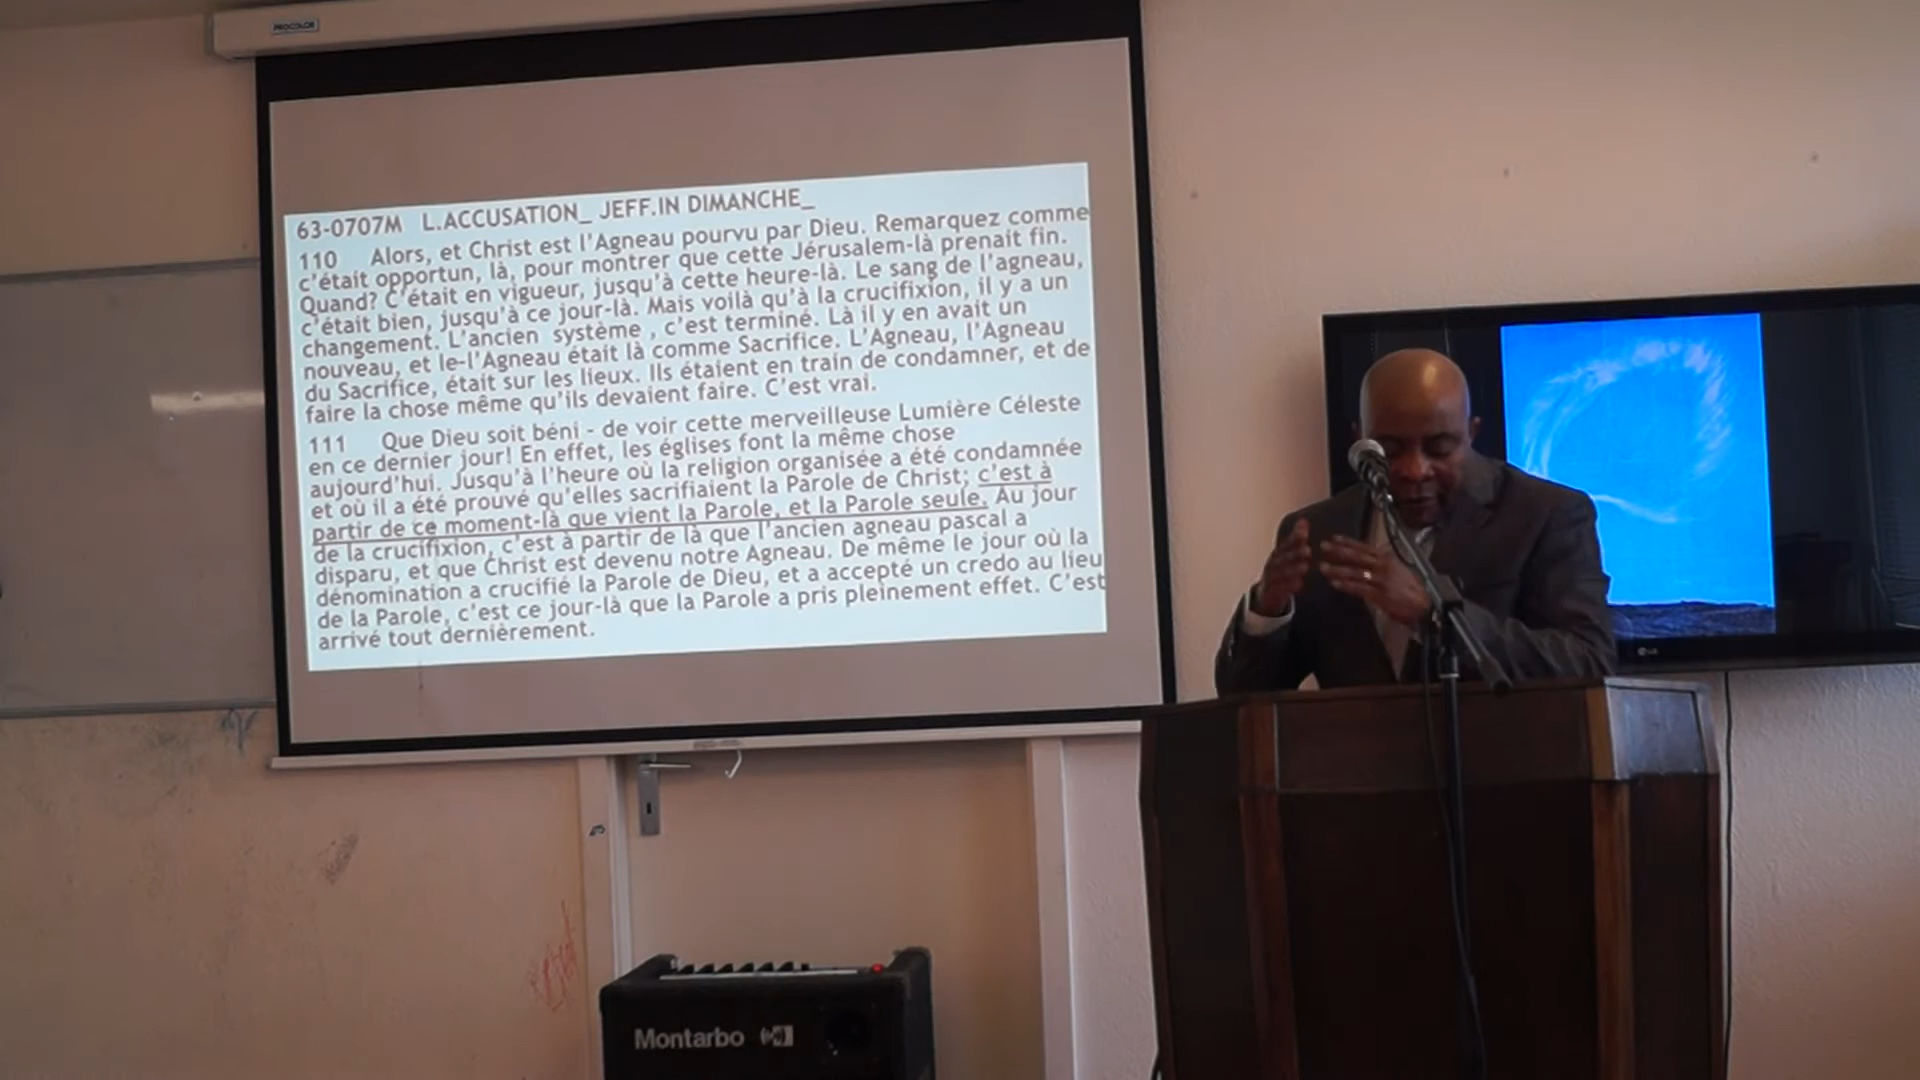 PROCOLOR
63-0707M L.ACCUSATION_ JEFF.IN DIMANCHE_
110 Alors, et Christ est l'Agneau pourvu par Dieu. Remarquez comme
c'était opportun, là, pour montrer que cette Jérusalem-là prenait fin.
Quand? C'était en vigueur, jusqu'à cette heure-là. Le sang de l'agneau,
c'était bien, jusqu'à ce jour-là. Mais voilà qu'à la crucifixion, il y a un
changement. L'ancien système , c'est terminé. Là il y en avait un
nouveau, et le-l'Agneau était là comme Sacrifice. L'Agneau, l'Agneau
du Sacrifice, était sur les lieux. Ils étaient en train de condamner, et de
faire la chose même qu'ils devaient faire. C'est vrai.
111 Que Dieu soit béni - de voir cette merveilleuse Lumière Céleste
en ce dernier jour! En effet, les églises font la même chose
aujourd'hui. Jusqu'à l'heure où la religion organisée a été condamnée
et où il a été prouvé qu'elles sacrifiaient la Parole de Christ; c'est à
partir de ce moment-là que vient la Parole, et la Parole seule. Au jour
de la crucifixion, c'est à partir de là que l'ancien agneau pascal a
disparu, et que Christ est devenu notre Agneau. De même le jour où la
dénomination a crucifié la Parole de Dieu, et a accepté un credo au lieu
de la Parole, c'est ce jour-là que la Parole a pris pleinement effet. C'est
arrivé tout dernièrement.
LG
Montarbo